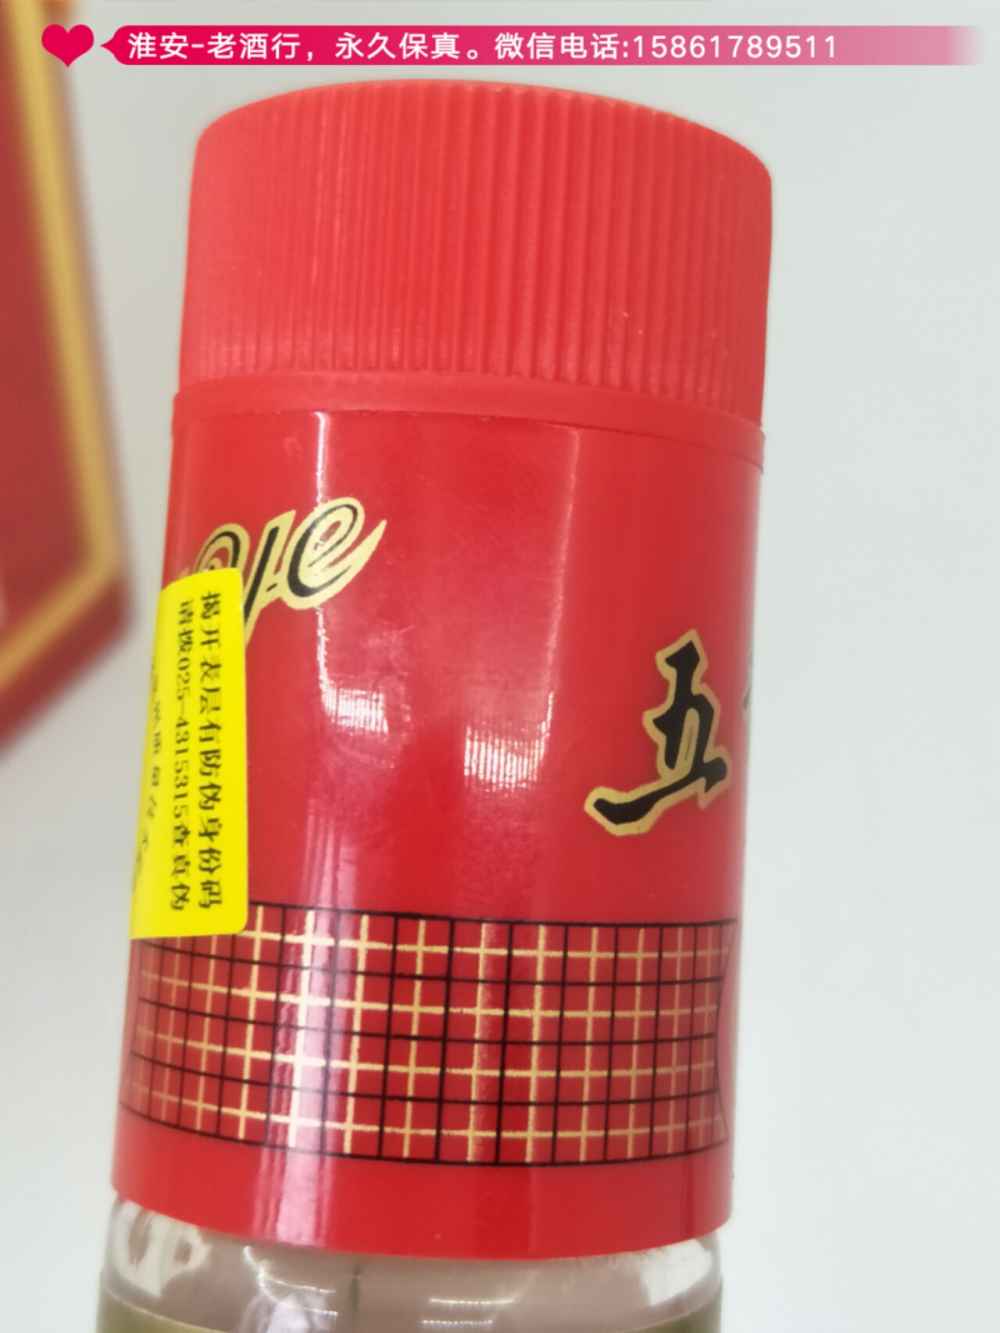 淮安-老酒行，永久保真。微信电话:15861789511
五
揭开表层有防伪身份码
请拨025-4315315查真伪